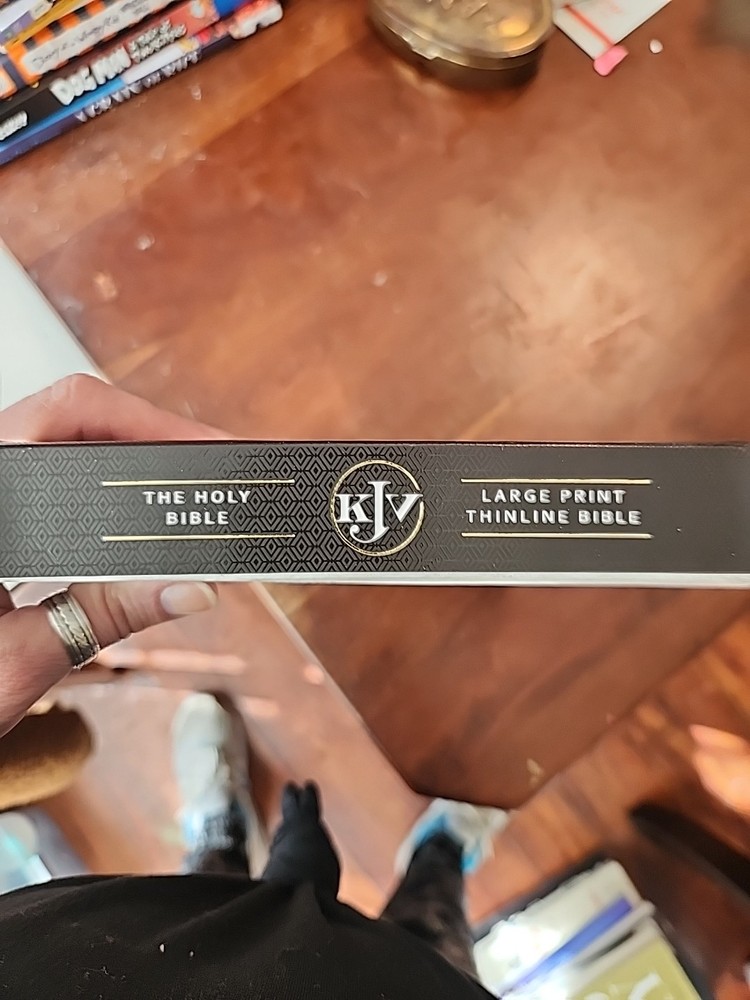 DOG MAN
THE HOLY
BIBLE
KJV
LARGE PRINT
THINLINE BIBLE